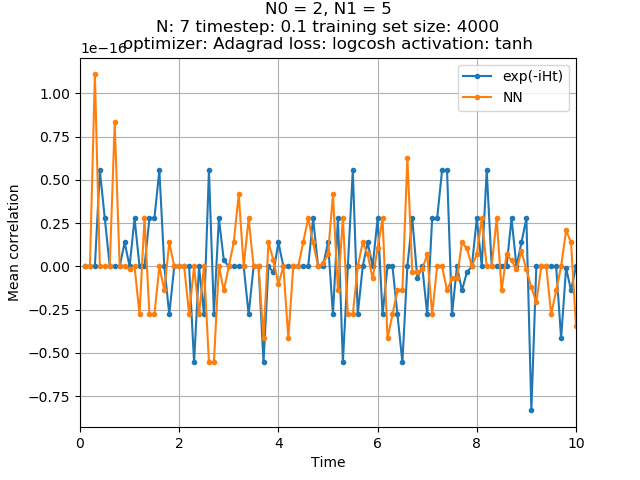 N0 = 2, N1 = 5
N: 7 timestep: 0.1 training set size: 4000
optimizer: Adagrad loss: logcosh activation: tanh
1e−16
exp(-iHt)
NN
1.00
0.75
0.50
0.25
0.00
−0.25
−0.50
−0.75
Mean correlation
0 2 4 6 8 10
Time